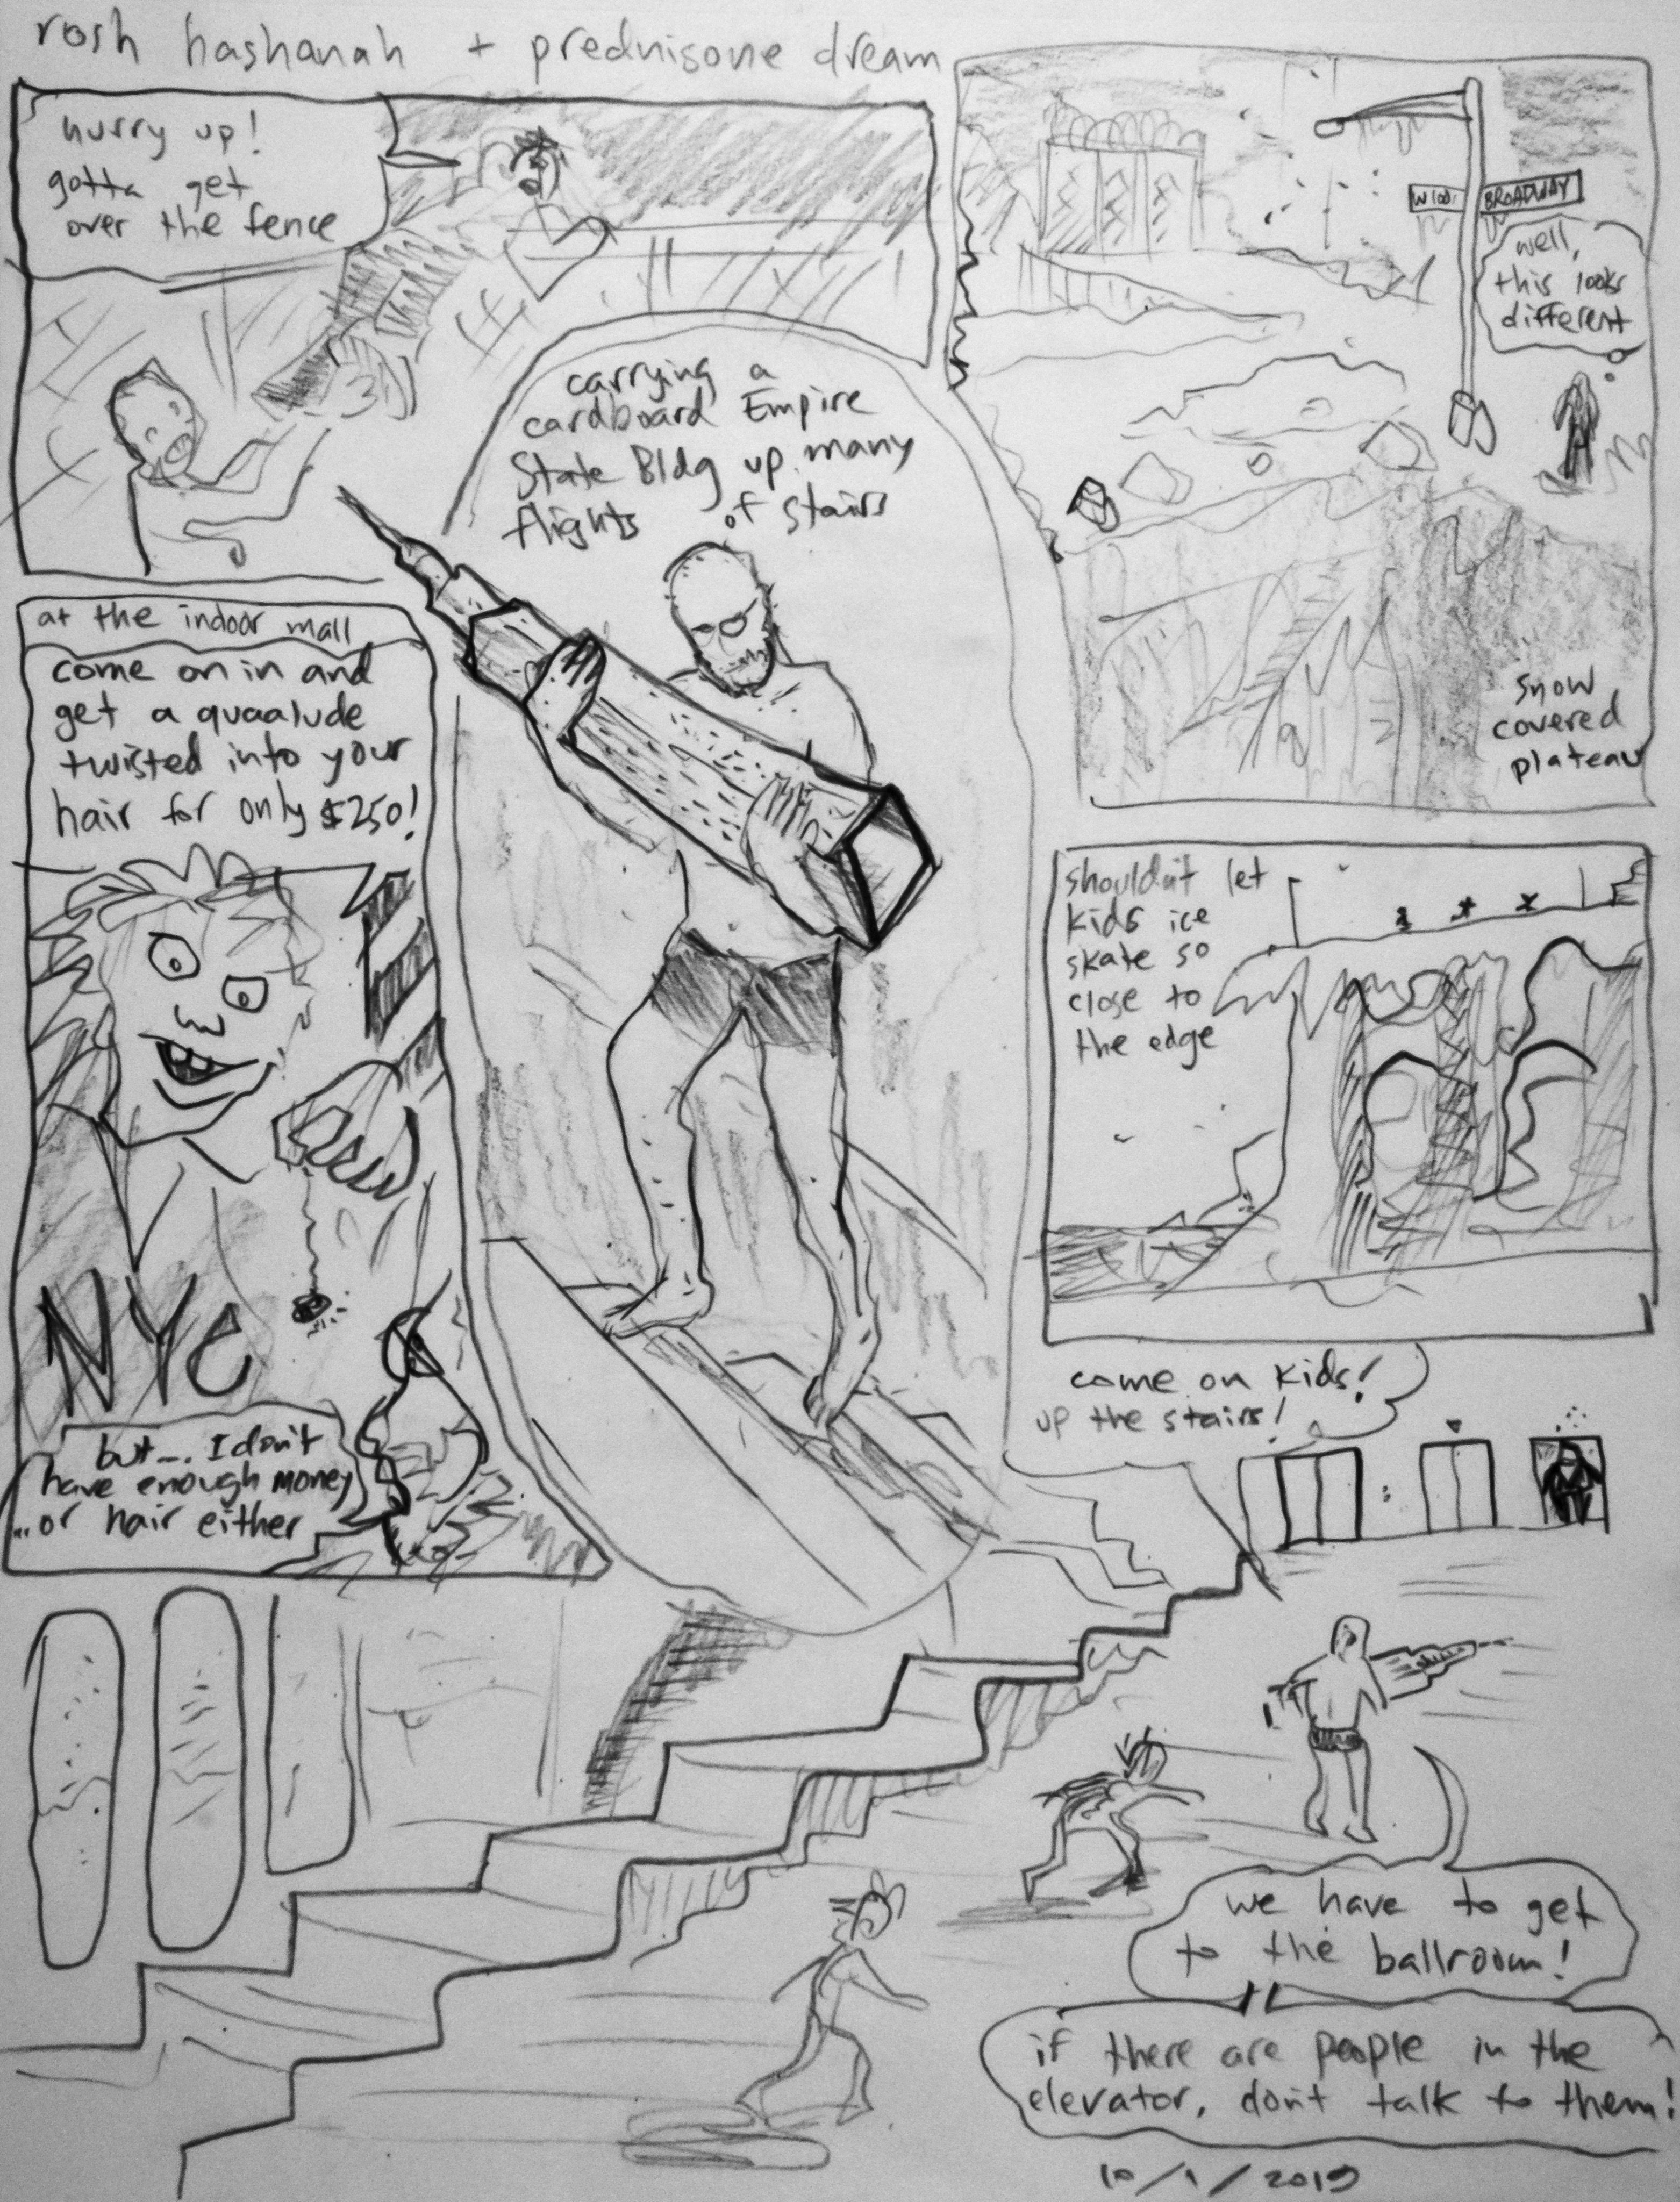 rosh hashanah + prednisone dream
hurry up!
gotta get
over the fence
BROADWAY
well,
this looks
different
snow
covered
plateau
carrying a
cardboard Empire
State Bldg up many
flights of stairs
at the indoor mall
come on in and
get a quaalude
twisted into your
hair for only $250!
NYC
but... I don't
have enough money
...or hair either
shouldn't let
kids ice
skate so
close to
the edge
come on kids!
up the stairs!
we have to get
to the ballroom!
if there are people in the
elevator, don't talk to them!
10/1/2019